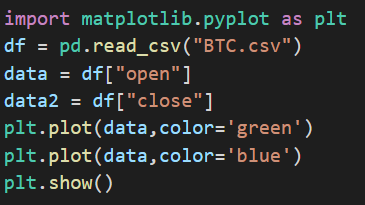 import matplotlib.pyplot as plt
df = pd.read_csv("BTC.csv")
data = df["open"]
data2 = df["close"]
plt.plot(data,color='green')
plt.plot(data,color='blue')
plt.show()